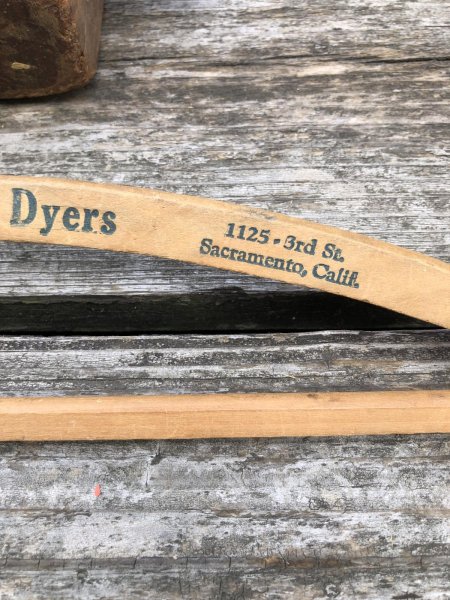 Dyers
1125 - 3rd St.
Sacramento, Calif.